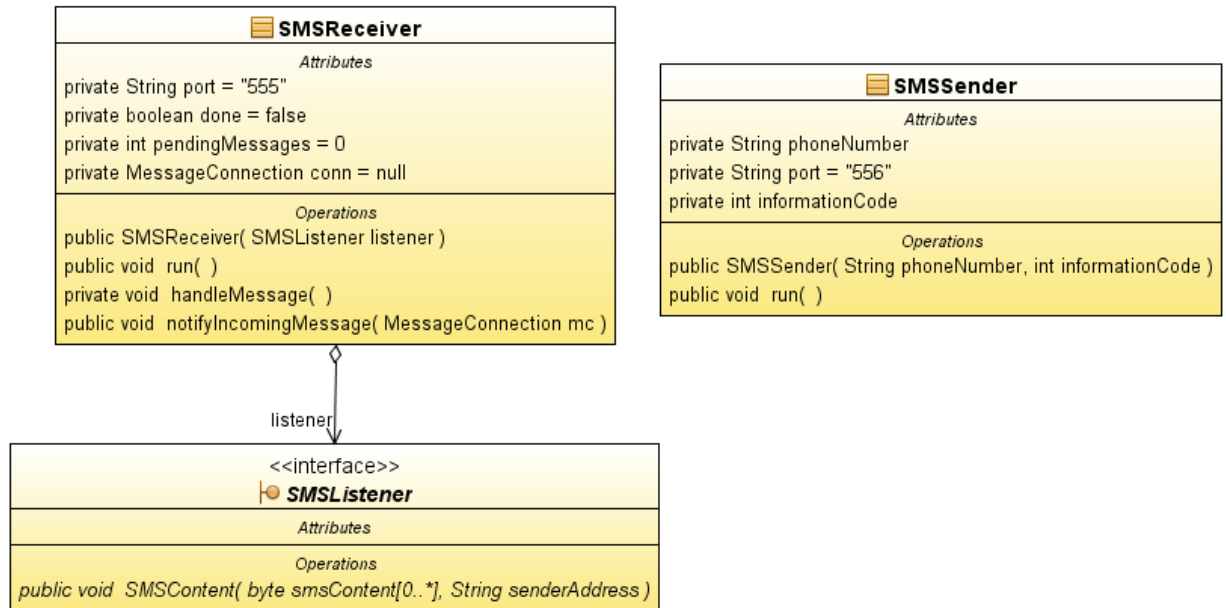 SMSReceiver
Attributes
private String port = "555"
private boolean done = false
private int pendingMessages = 0
private MessageConnection conn = null
Operations
public SMSReceiver( SMSListener listener )
public void run( )
private void handleMessage( )
public void notifyIncomingMessage( MessageConnection mc )
SMSSender
Attributes
private String phoneNumber
private String port = "556"
private int informationCode
Operations
public SMSSender( String phoneNumber, int informationCode )
public void run( )
listener
<<interface>>
SMSListener
Attributes
Operations
public void SMSContent( byte smsContent[0..*], String senderAddress )